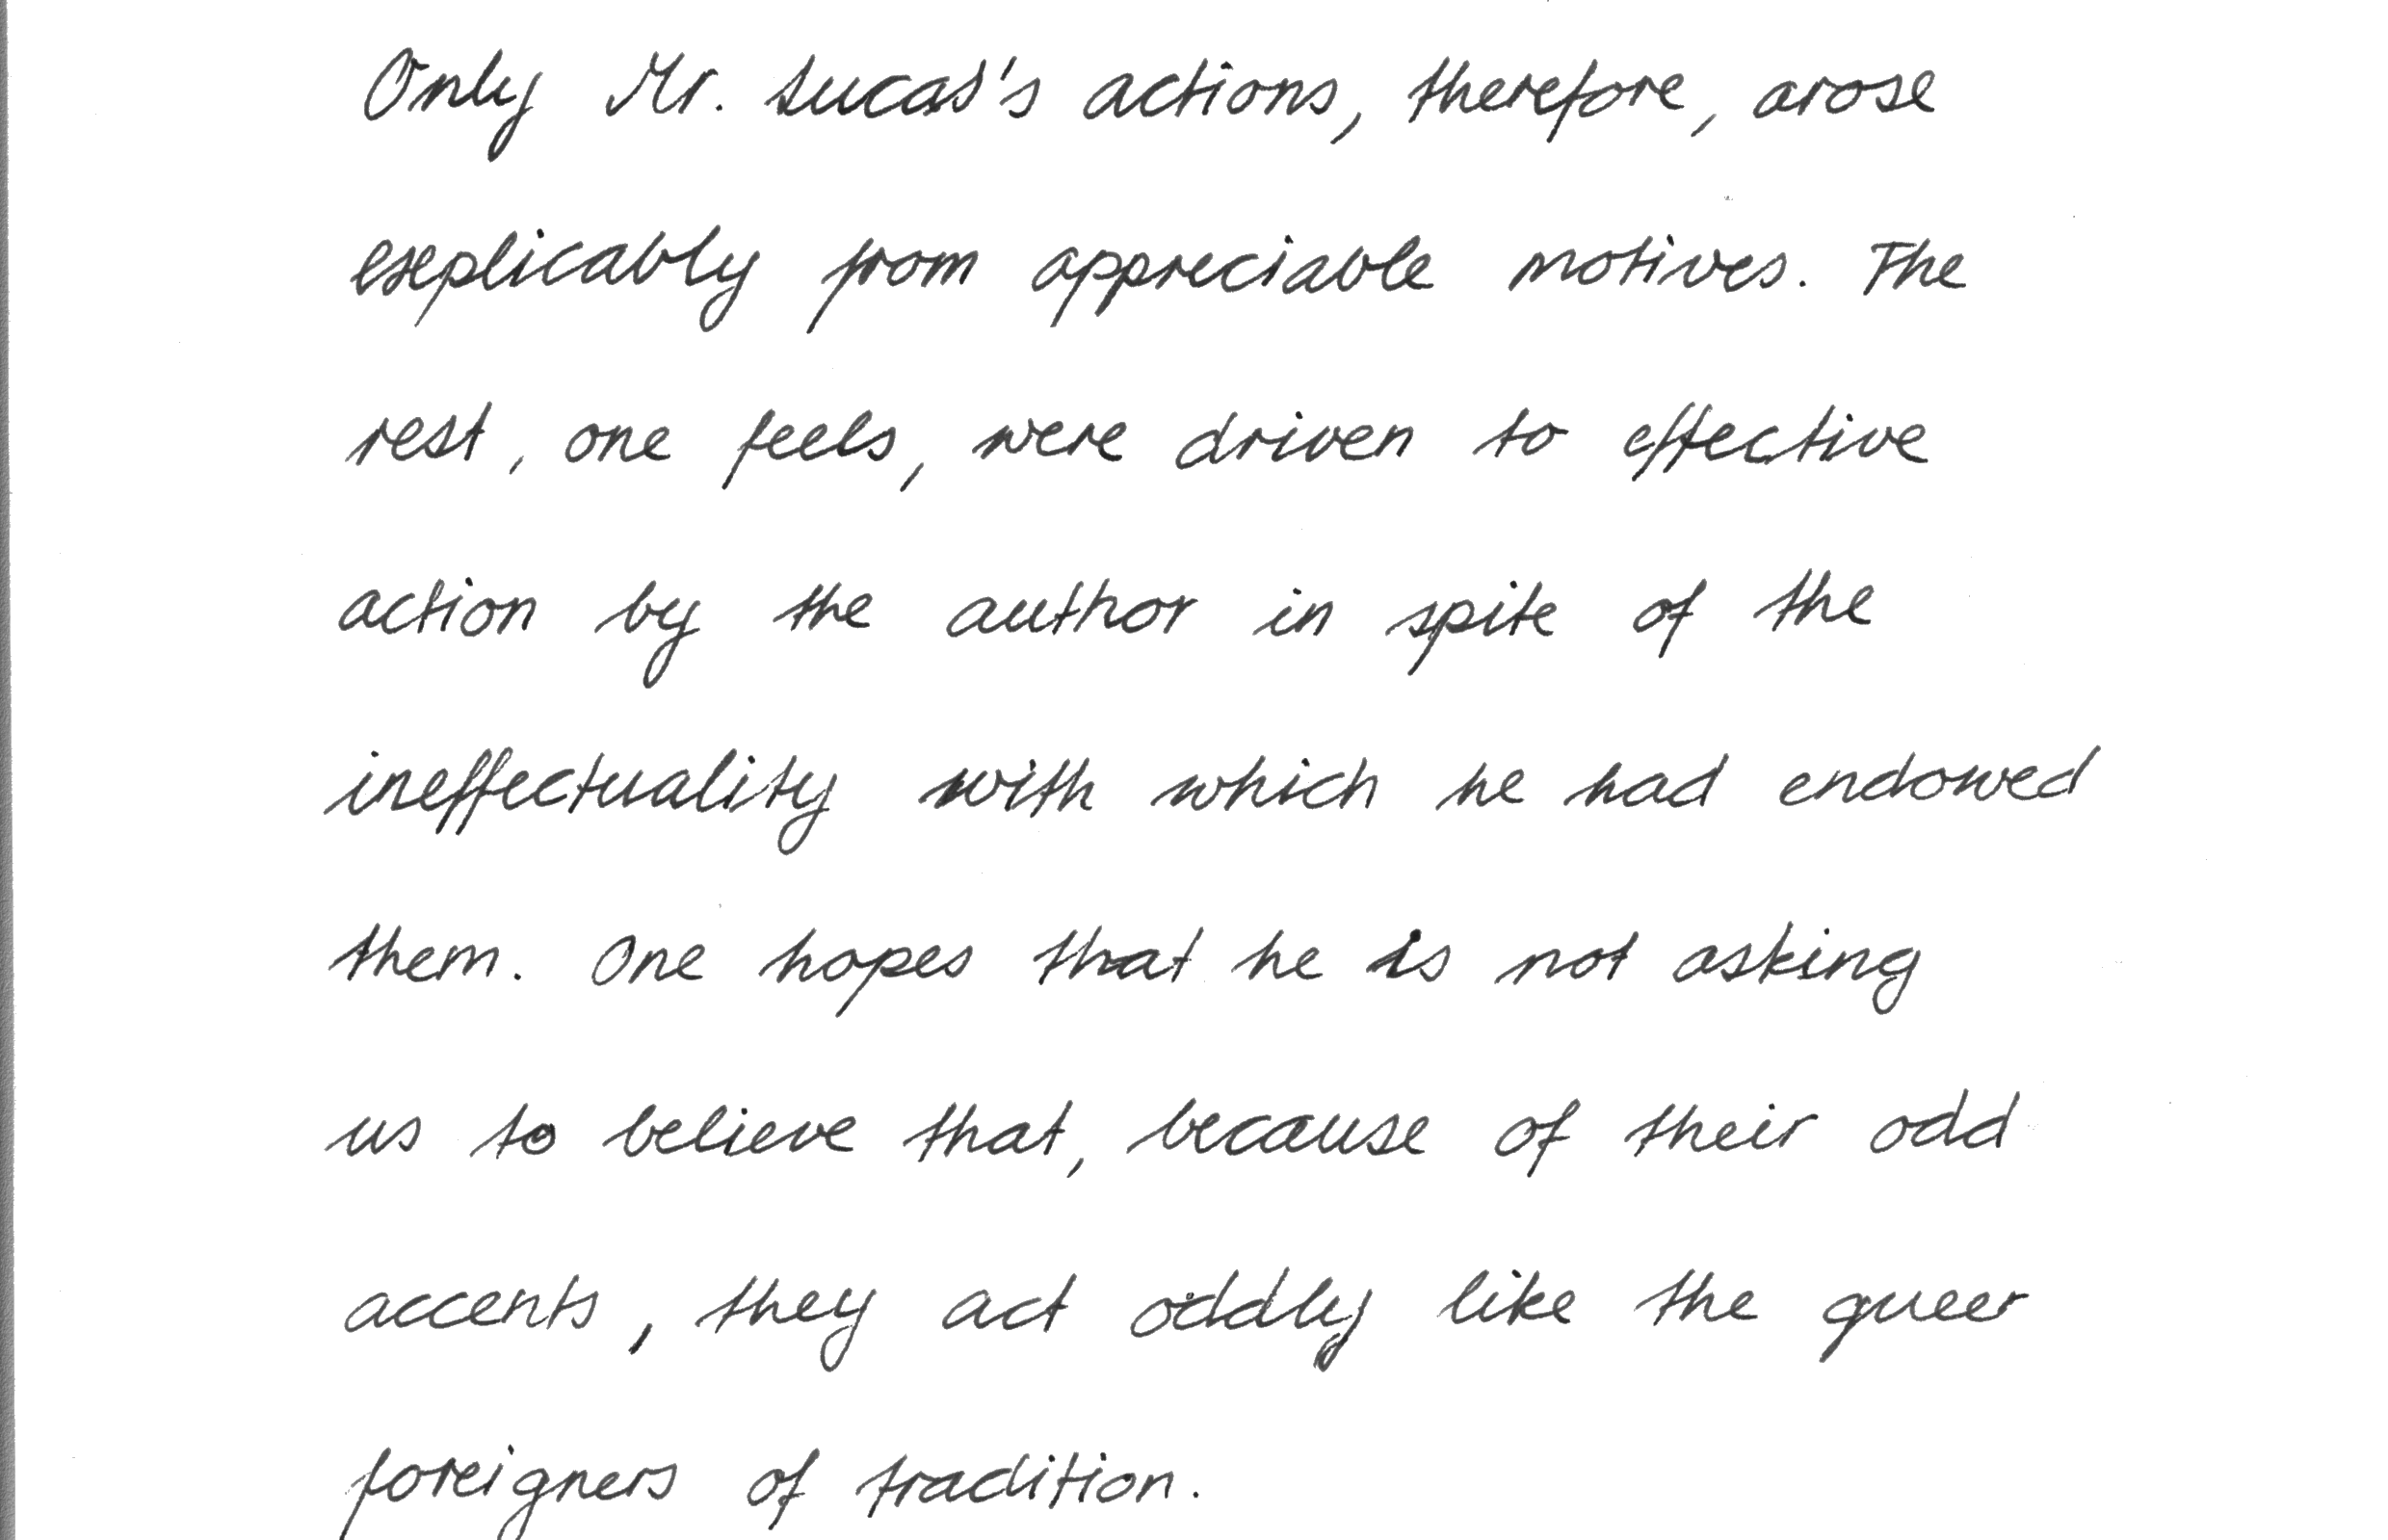 Only Mr. Lucas's actions, therefore, arose
explicably from appreciable motives. The
rest, one feels, were driven to effective
action by the author in spite of the
ineffectuality with which he had endowed
them. One hopes that he is not asking
us to believe that, because of their odd
accents, they act oddly like the queer
foreigners of tradition.